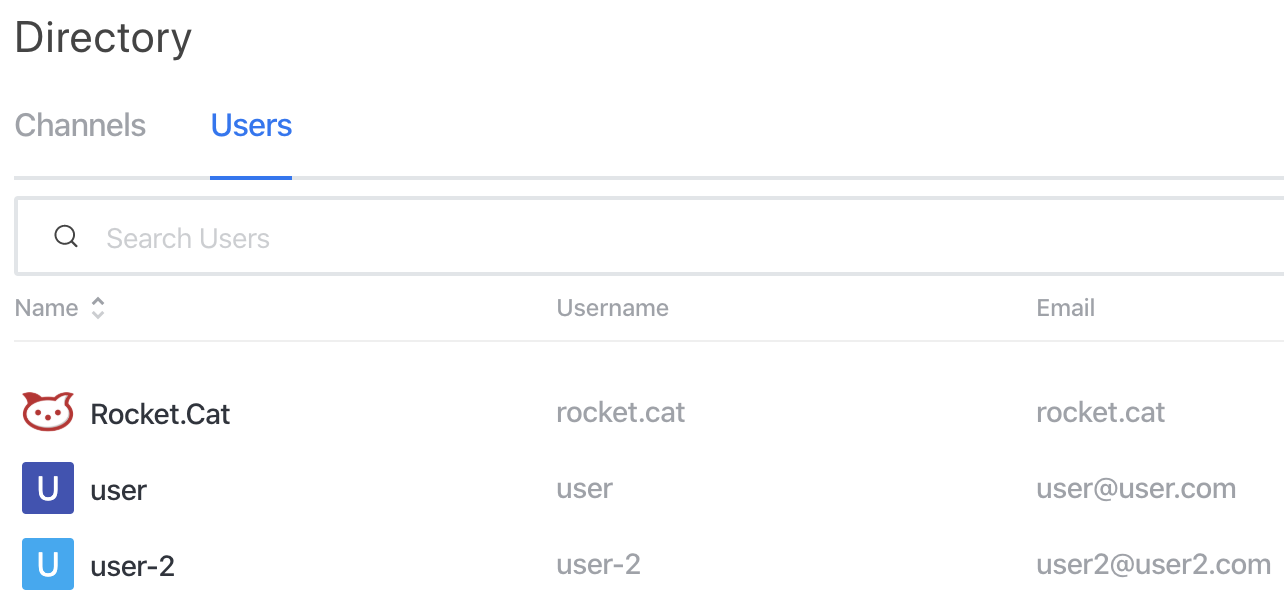 Directory
Channels Users
Search Users
Name Username Email
Rocket.Cat rocket.cat rocket.cat
U user user user@user.com
U user-2 user-2 user2@user2.com